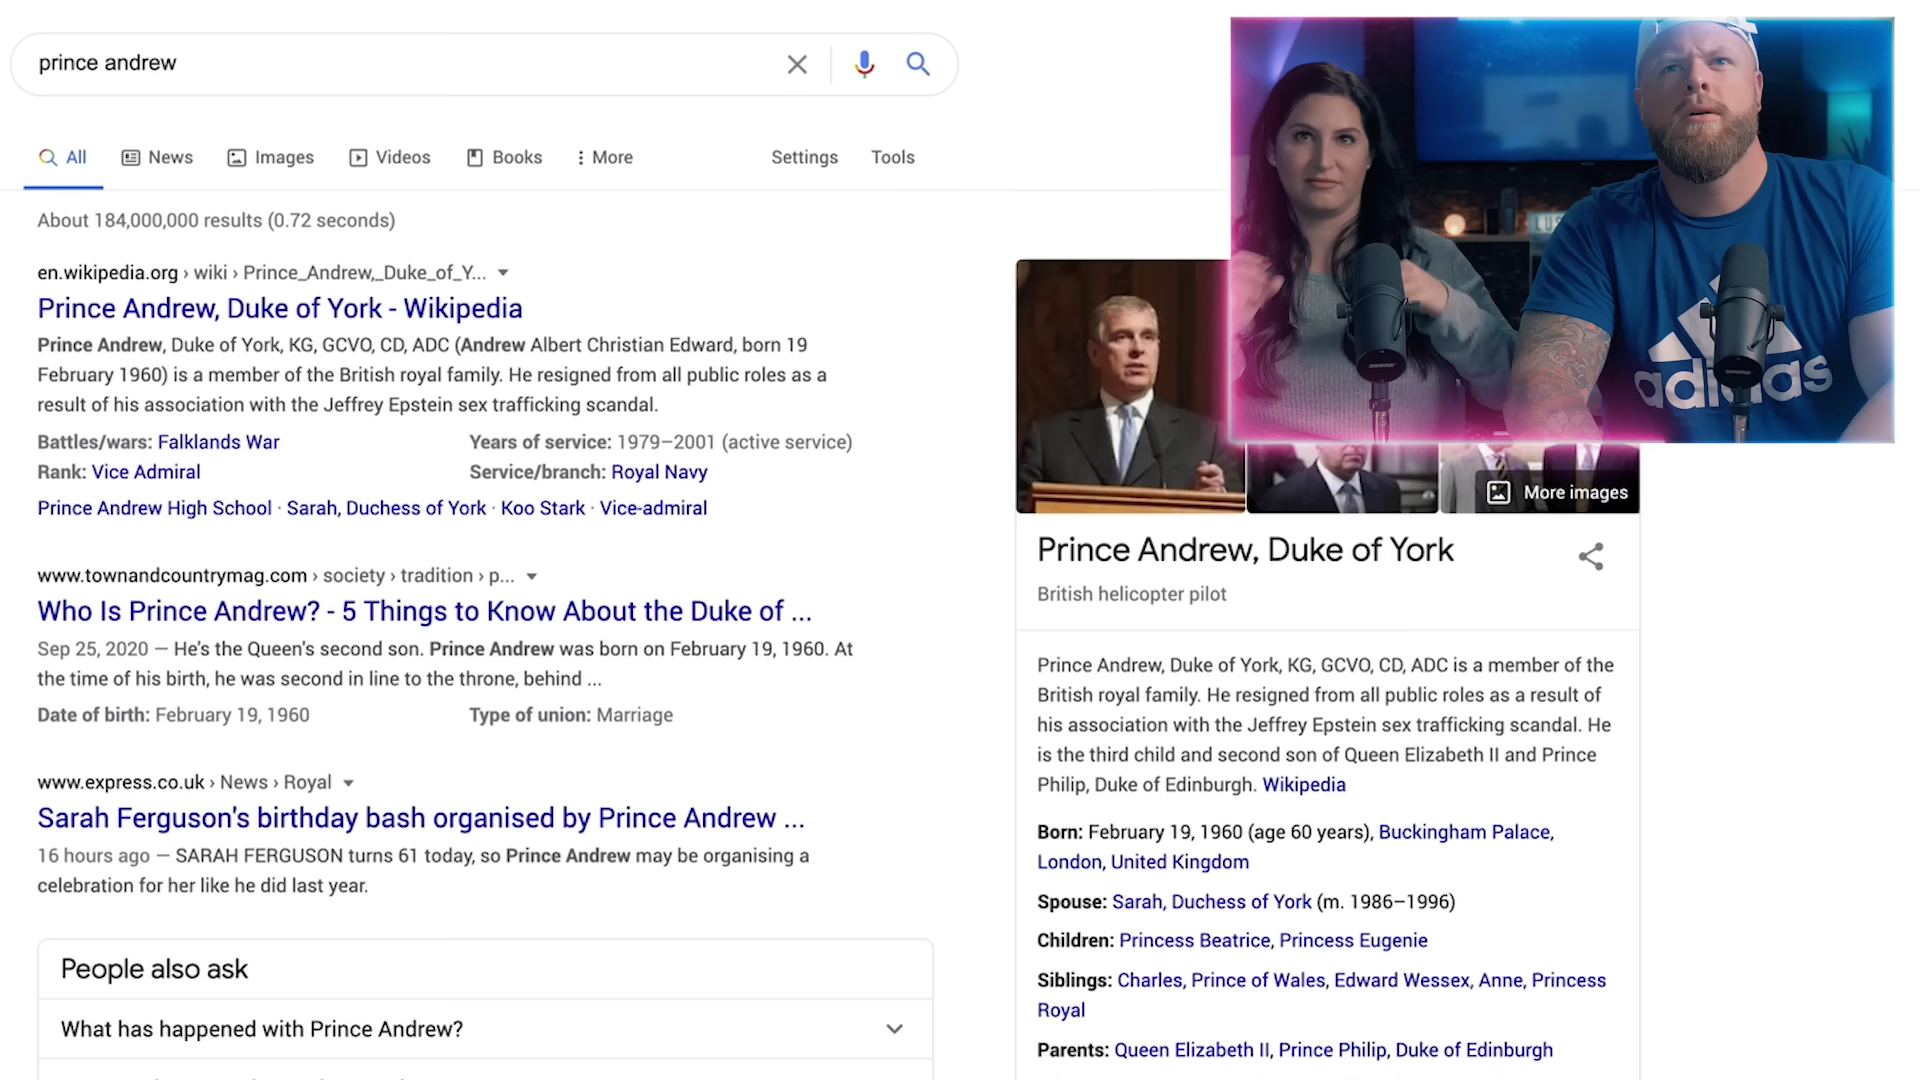 prince andrew
All
News
Images
Videos
Books
More
Settings
Tools
About 184,000,000 results (0.72 seconds)
en.wikipedia.org › wiki › Prince_Andrew,_Duke_of_Y...
Prince Andrew, Duke of York - Wikipedia
Prince Andrew, Duke of York, KG, GCVO, CD, ADC (Andrew Albert Christian Edward, born 19
February 1960) is a member of the British royal family. He resigned from all public roles as a
result of his association with the Jeffrey Epstein sex trafficking scandal.
Battles/wars: Falklands War
Years of service: 1979–2001 (active service)
Rank: Vice Admiral
Service/branch: Royal Navy
Prince Andrew High School · Sarah, Duchess of York · Koo Stark · Vice-admiral
www.townandcountrymag.com › society › tradition › p...
Who Is Prince Andrew? - 5 Things to Know About the Duke of ...
Sep 25, 2020 — He's the Queen's second son. Prince Andrew was born on February 19, 1960. At
the time of his birth, he was second in line to the throne, behind ...
Date of birth: February 19, 1960
Type of union: Marriage
www.express.co.uk › News › Royal
Sarah Ferguson's birthday bash organised by Prince Andrew ...
16 hours ago — SARAH FERGUSON turns 61 today, so Prince Andrew may be organising a
celebration for her like he did last year.
People also ask
What has happened with Prince Andrew?
adidas
More images
Prince Andrew, Duke of York
British helicopter pilot
Prince Andrew, Duke of York, KG, GCVO, CD, ADC is a member of the
British royal family. He resigned from all public roles as a result of
his association with the Jeffrey Epstein sex trafficking scandal. He
is the third child and second son of Queen Elizabeth II and Prince
Philip, Duke of Edinburgh. Wikipedia
Born: February 19, 1960 (age 60 years), Buckingham Palace,
London, United Kingdom
Spouse: Sarah, Duchess of York (m. 1986–1996)
Children: Princess Beatrice, Princess Eugenie
Siblings: Charles, Prince of Wales, Edward Wessex, Anne, Princess
Royal
Parents: Queen Elizabeth II, Prince Philip, Duke of Edinburgh